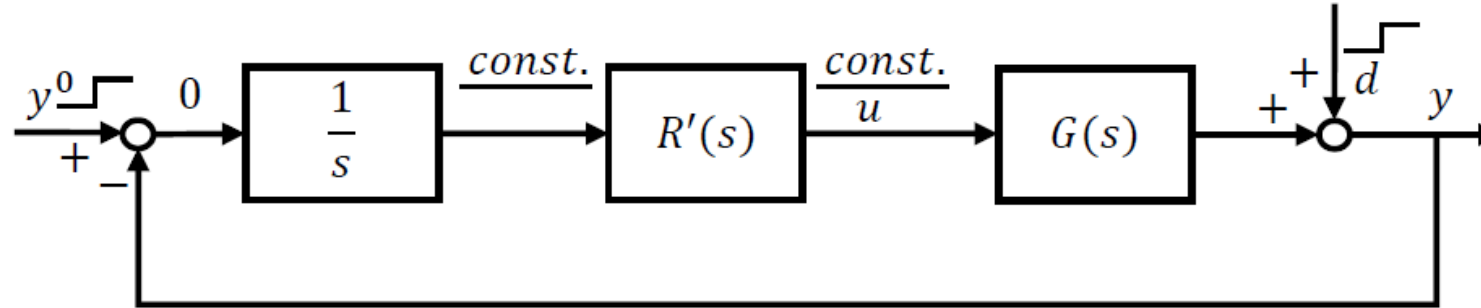 y⁰
+
−
0
1
s
const.
R′(s)
const.
u
G(s)
+
+
d
y